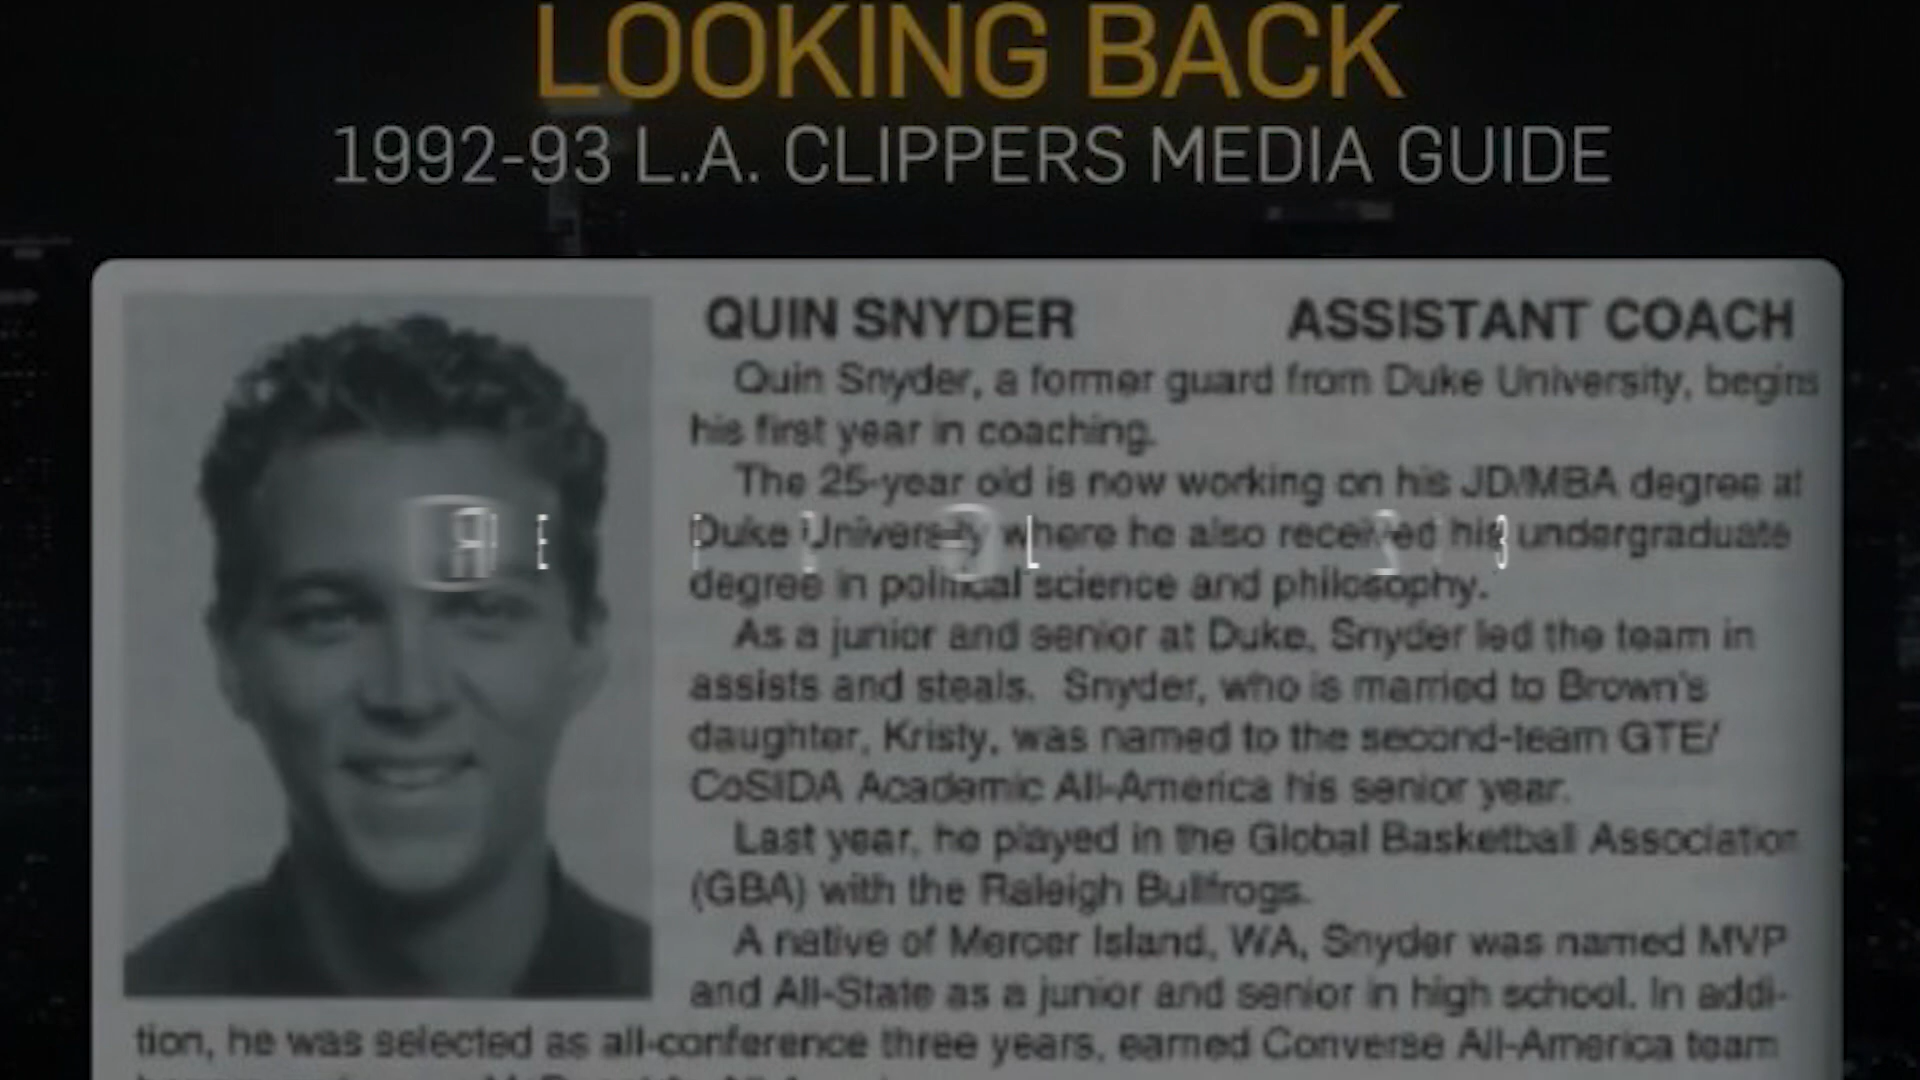 LOOKING BACK
1992-93 L.A. CLIPPERS MEDIA GUIDE
QUIN SNYDER ASSISTANT COACH
Quin Snyder, a former guard from Duke University, begins
his first year in coaching.
The 25-year old is now working on his JD/MBA degree at
Duke University where he also received his undergraduate
degree in political science and philosophy.
As a junior and senior at Duke, Snyder led the team in
assists and steals. Snyder, who is married to Brown's
daughter, Kristy, was named to the second-team GTE/
CoSIDA Academic All-America his senior year.
Last year, he played in the Global Basketball Association
(GBA) with the Raleigh Bullfrogs.
A native of Mercer Island, WA, Snyder was named MVP
and All-State as a junior and senior in high school. In addi-
tion, he was selected as all-conference three years, earned Converse All-America team